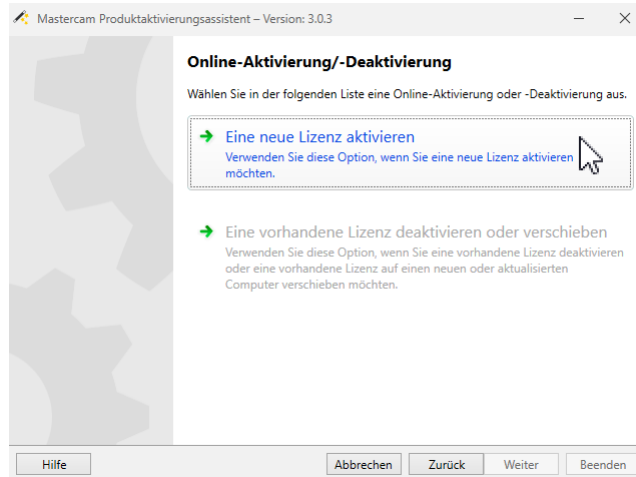 Mastercam Produktaktivierungsassistent – Version: 3.0.3
Online-Aktivierung/-Deaktivierung
Wählen Sie in der folgenden Liste eine Online-Aktivierung oder -Deaktivierung aus.
Eine neue Lizenz aktivieren
Verwenden Sie diese Option, wenn Sie eine neue Lizenz aktivieren
möchten.
Eine vorhandene Lizenz deaktivieren oder verschieben
Verwenden Sie diese Option, wenn Sie eine vorhandene Lizenz deaktivieren
oder eine vorhandene Lizenz auf einen neuen oder aktualisierten
Computer verschieben möchten.
Hilfe Abbrechen Zurück Weiter Beenden